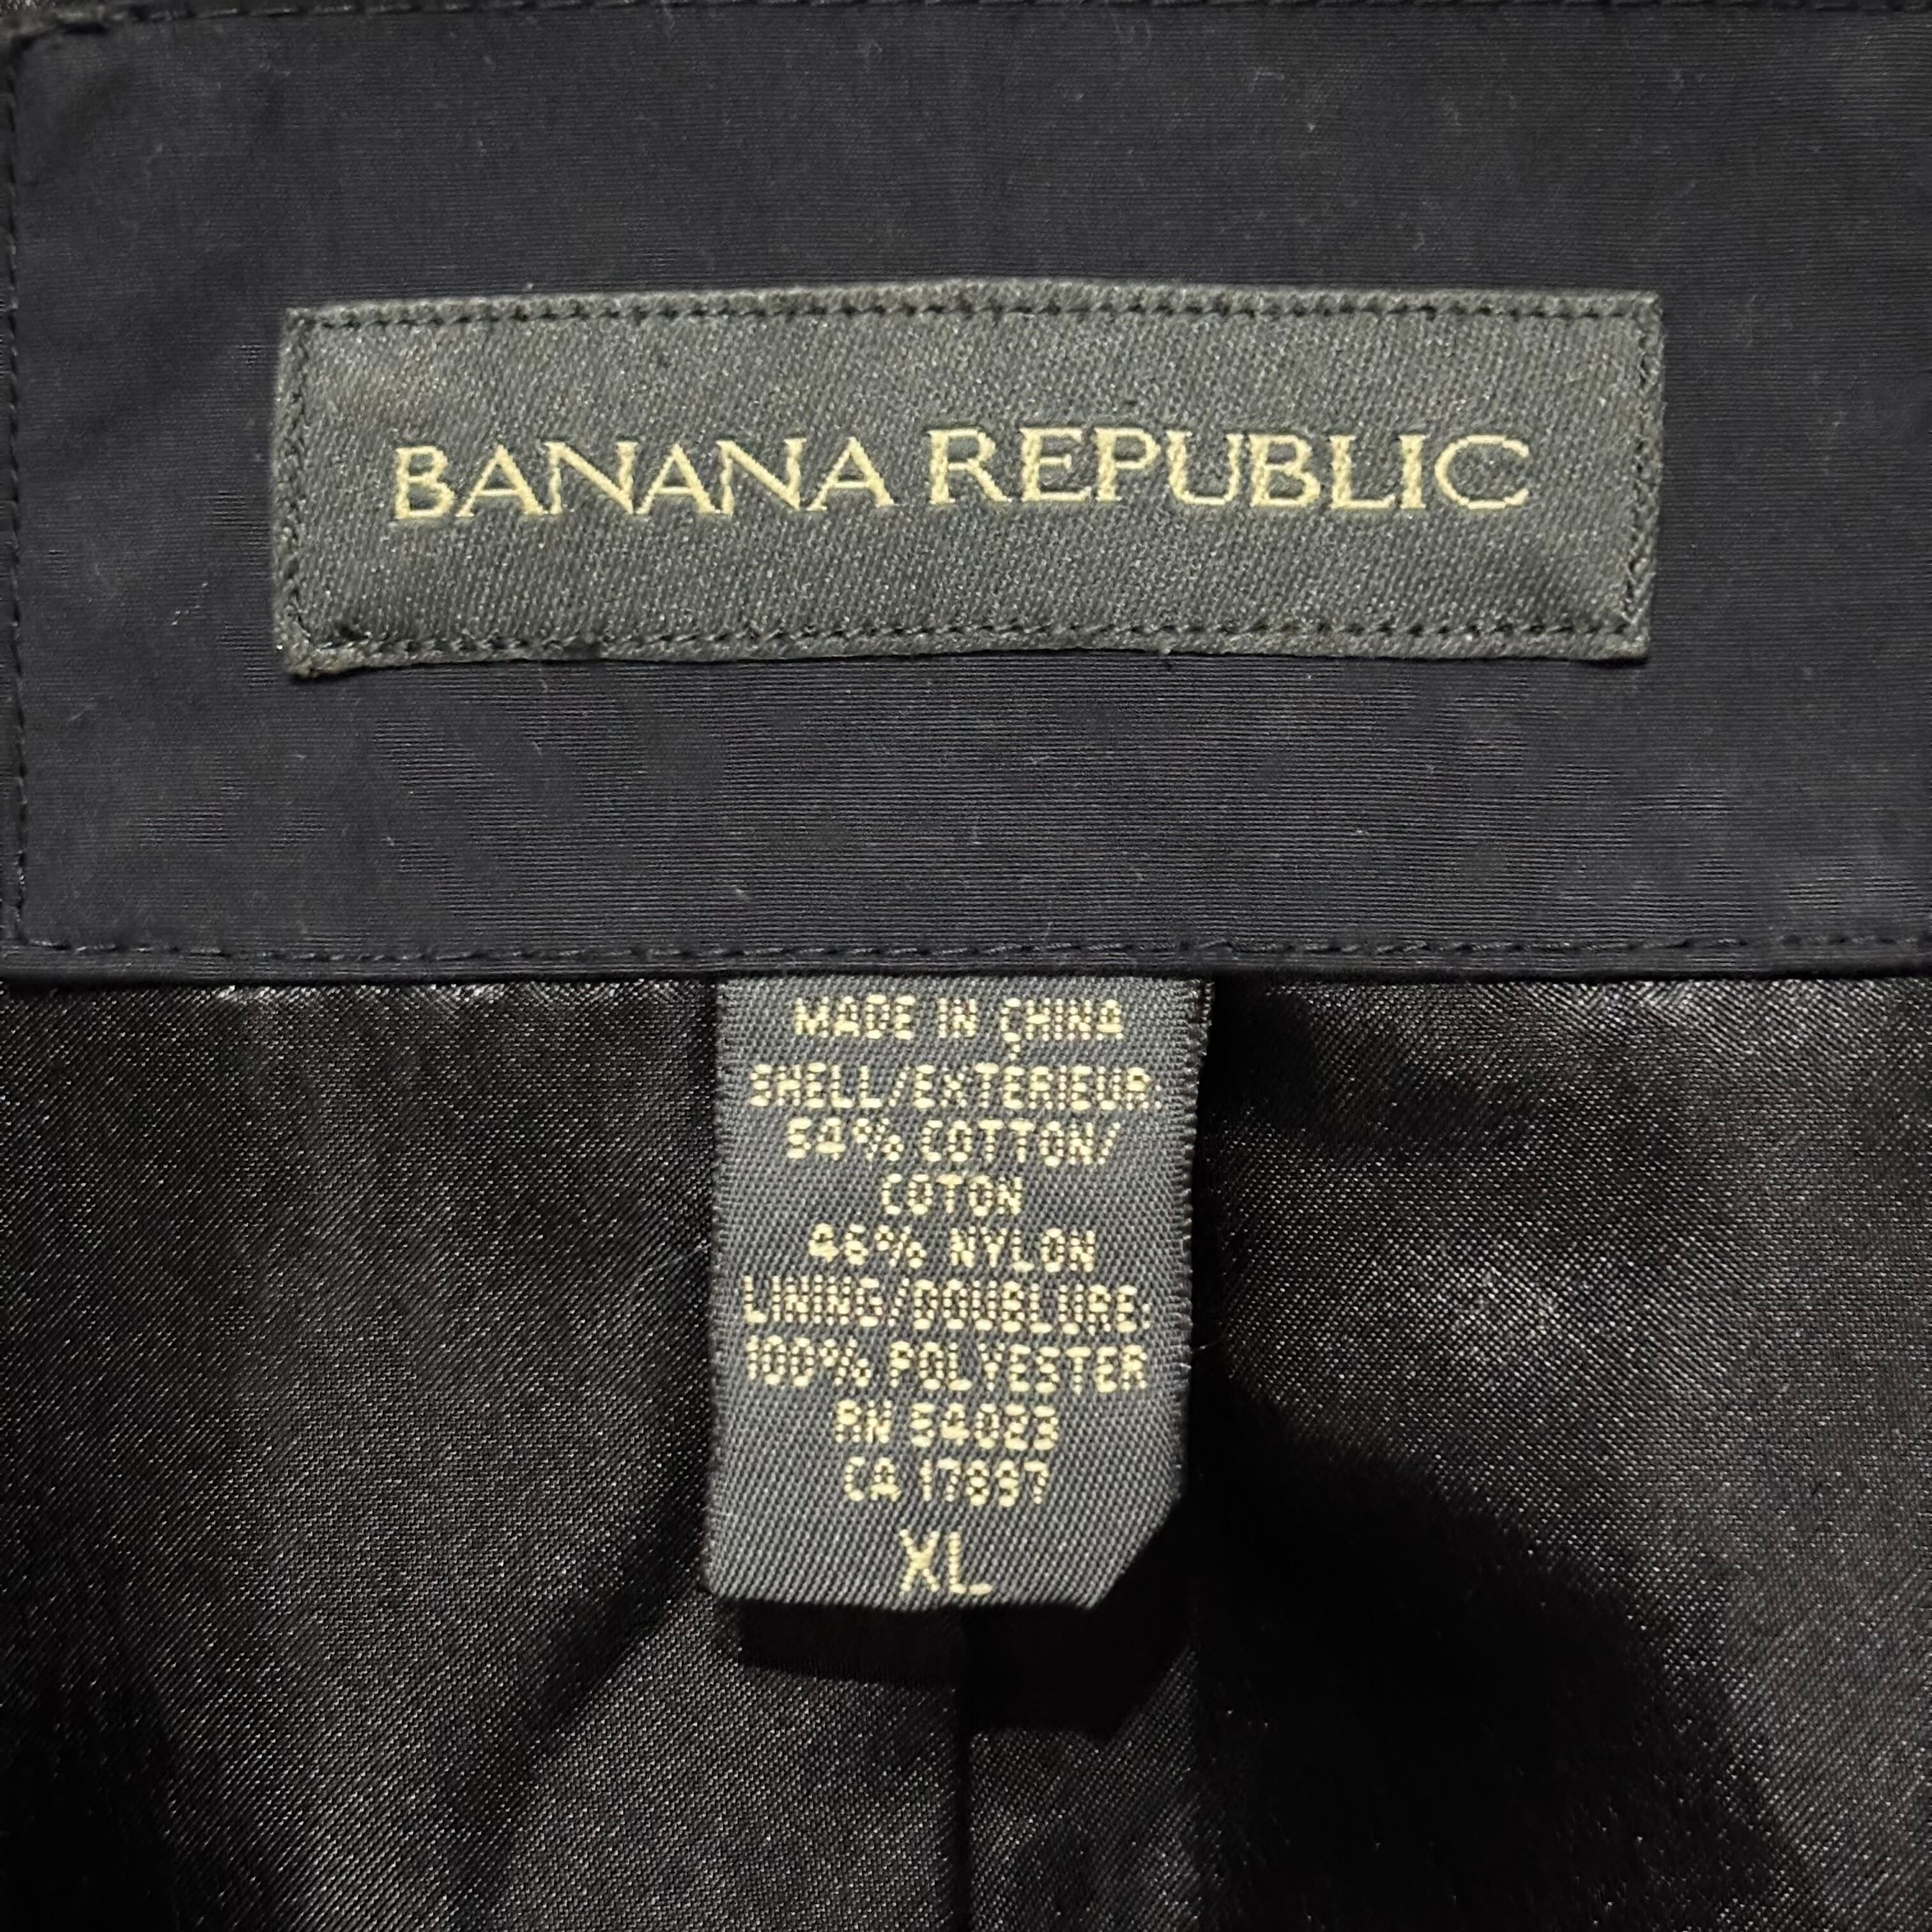 BANANA REPUBLIC
MADE IN CHINA
SHELL/EXTÉRIEUR
54% COTTON/
COTON
46% NYLON
LINING/DOUBLURE:
100% POLYESTER
RN 54023
CA 17897
XL